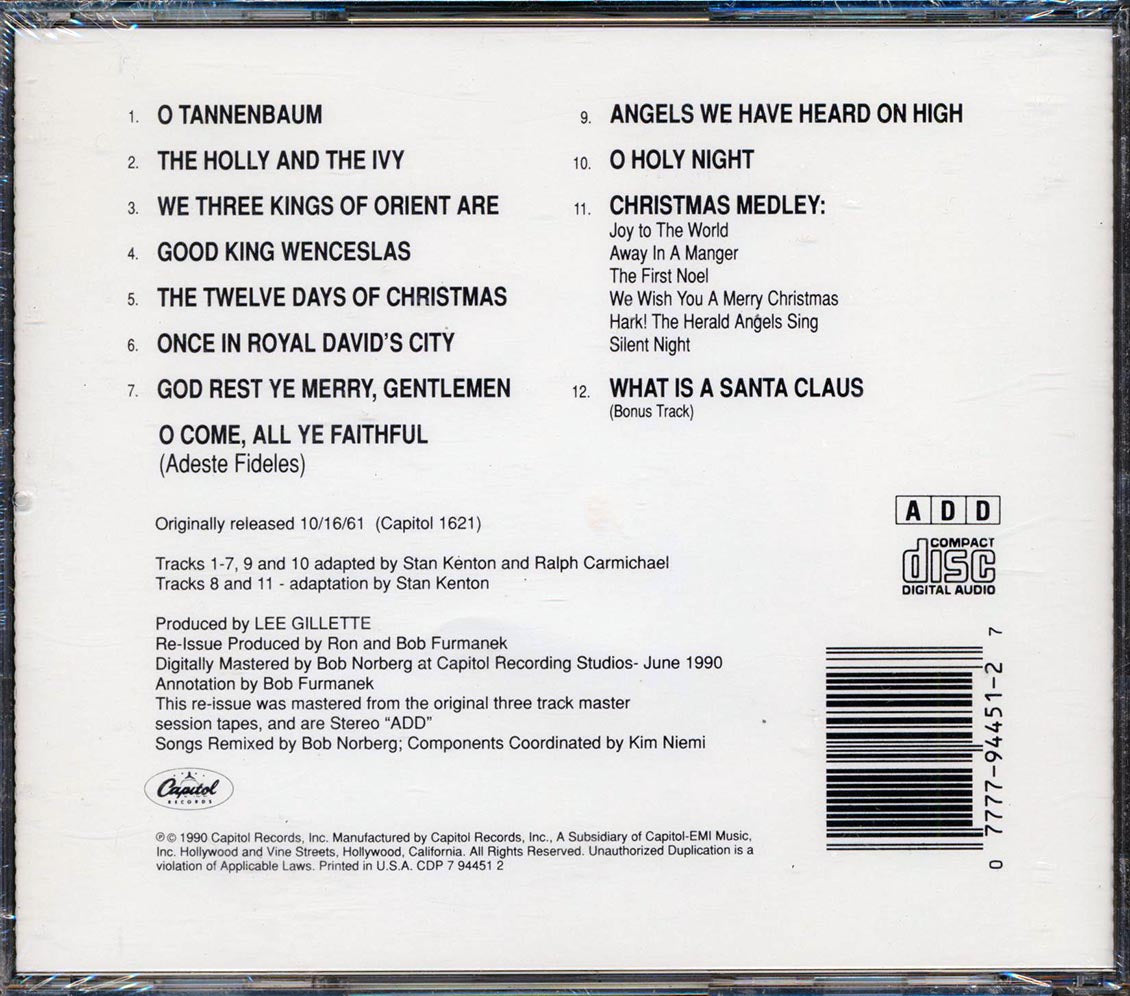 1. O TANNENBAUM
2. THE HOLLY AND THE IVY
3. WE THREE KINGS OF ORIENT ARE
4. GOOD KING WENCESLAS
5. THE TWELVE DAYS OF CHRISTMAS
6. ONCE IN ROYAL DAVID'S CITY
7. GOD REST YE MERRY, GENTLEMEN
O COME, ALL YE FAITHFUL
(Adeste Fideles)
9. ANGELS WE HAVE HEARD ON HIGH
10. O HOLY NIGHT
11. CHRISTMAS MEDLEY:
Joy to The World
Away In A Manger
The First Noel
We Wish You A Merry Christmas
Hark! The Herald Angels Sing
Silent Night
12. WHAT IS A SANTA CLAUS
(Bonus Track)
Originally released 10/16/61 (Capitol 1621)
Tracks 1-7, 9 and 10 adapted by Stan Kenton and Ralph Carmichael
Tracks 8 and 11 - adaptation by Stan Kenton
Produced by LEE GILLETTE
Re-Issue Produced by Ron and Bob Furmanek
Digitally Mastered by Bob Norberg at Capitol Recording Studios- June 1990
Annotation by Bob Furmanek
This re-issue was mastered from the original three track master
session tapes, and are Stereo "ADD"
Songs Remixed by Bob Norberg; Components Coordinated by Kim Niemi
Capitol
RECORDS
℗© 1990 Capitol Records, Inc. Manufactured by Capitol Records, Inc., A Subsidiary of Capitol-EMI Music,
Inc. Hollywood and Vine Streets, Hollywood, California. All Rights Reserved. Unauthorized Duplication is a
violation of Applicable Laws. Printed in U.S.A. CDP 7 94451 2
A D D
COMPACT
disc
DIGITAL AUDIO
0 7777-94451-2 7